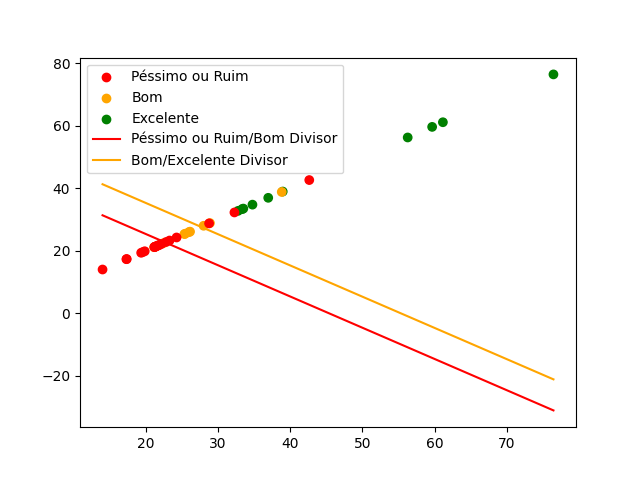 80
60
40
20
0
−20
20 30 40 50 60 70
Péssimo ou Ruim
Bom
Excelente
Péssimo ou Ruim/Bom Divisor
Bom/Excelente Divisor